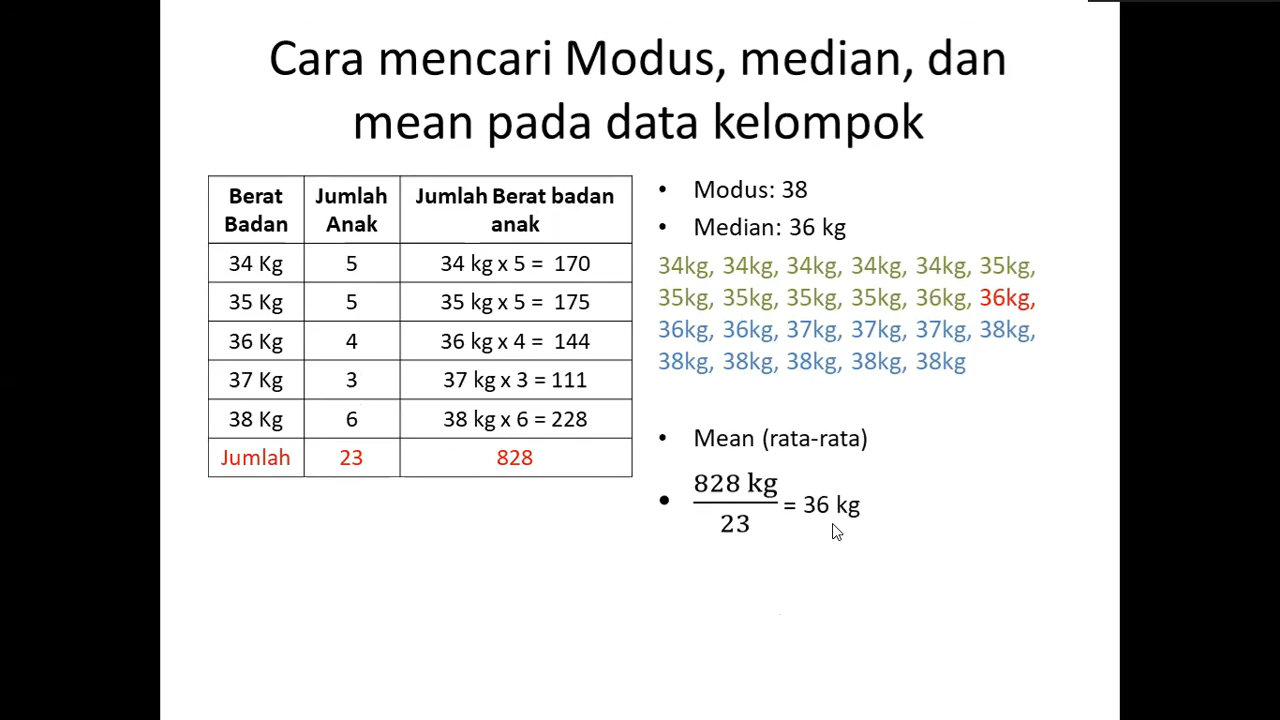 Cara mencari Modus, median, dan
mean pada data kelompok
Berat Badan | Jumlah Anak | Jumlah Berat badan anak
34 Kg | 5 | 34 kg x 5 = 170
35 Kg | 5 | 35 kg x 5 = 175
36 Kg | 4 | 36 kg x 4 = 144
37 Kg | 3 | 37 kg x 3 = 111
38 Kg | 6 | 38 kg x 6 = 228
Jumlah | 23 | 828
• Modus: 38
• Median: 36 kg
34kg, 34kg, 34kg, 34kg, 34kg, 35kg,
35kg, 35kg, 35kg, 35kg, 36kg, 36kg,
36kg, 36kg, 37kg, 37kg, 37kg, 38kg,
38kg, 38kg, 38kg, 38kg, 38kg
• Mean (rata-rata)
• 828 kg
23
= 36 kg